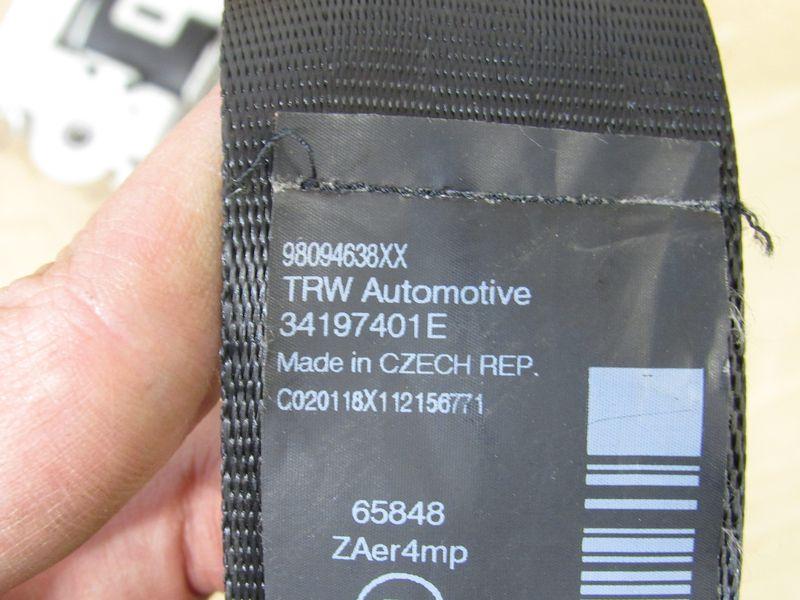 98094638XX
TRW Automotive
34197401E
Made in CZECH REP.
C020118X112156771
65848
ZAer4mp